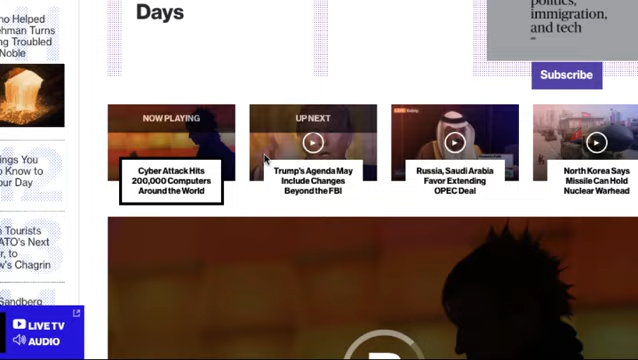 Days
politics,
immigration,
and tech
Subscribe
no Helped
ehman Turns
ng Troubled
Noble
ings You
o Know to
our Day
n Tourists
ATO's Next
er, to
w's Chagrin
Sandberg
LIVE TV
AUDIO
NOW PLAYING
Cyber Attack Hits
200,000 Computers
Around the World
UP NEXT
Trump's Agenda May
Include Changes
Beyond the FBI
Russia, Saudi Arabia
Favor Extending
OPEC Deal
North Korea Says
Missile Can Hold
Nuclear Warhead